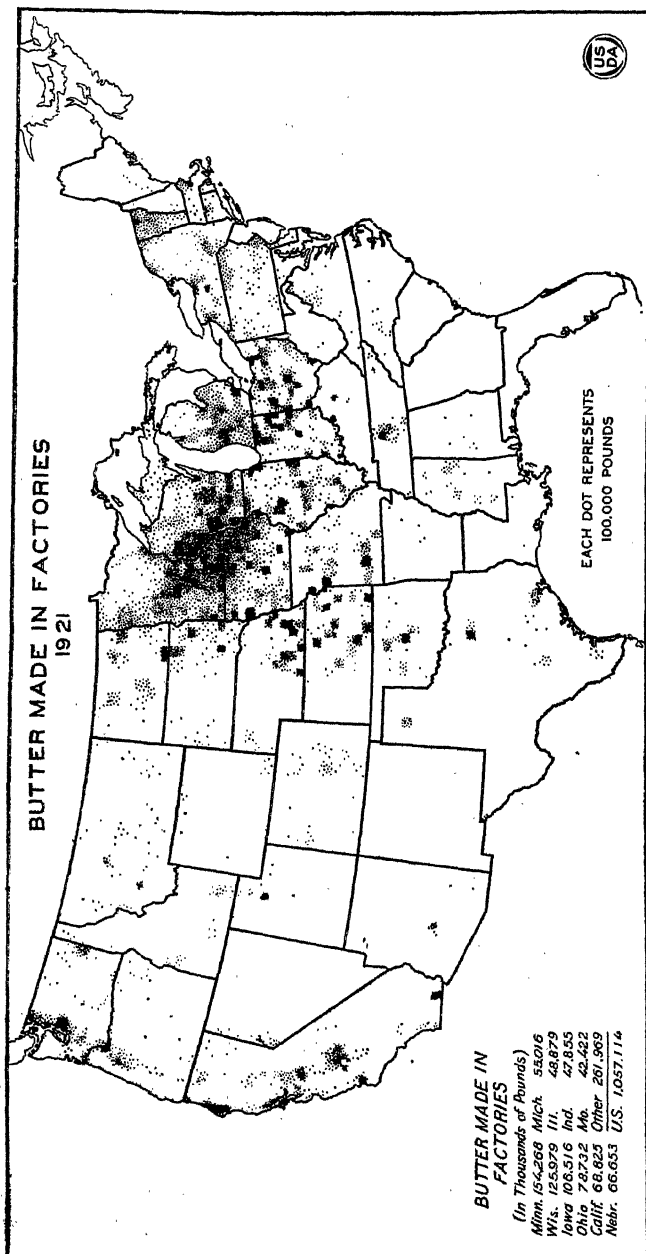 BUTTER MADE IN FACTORIES
1921
US
DA
EACH DOT REPRESENTS
100,000 POUNDS
BUTTER MADE IN
FACTORIES
(In Thousands of Pounds)
Minn. 154,268 Mich. 55,016
Wis. 125,979 Ill. 48,879
Iowa 108,516 Ind. 47,855
Ohio 78,732 Mo. 42,422
Calif. 68,825 Other 261,969
Nebr. 66,653 U.S. 1,057,114